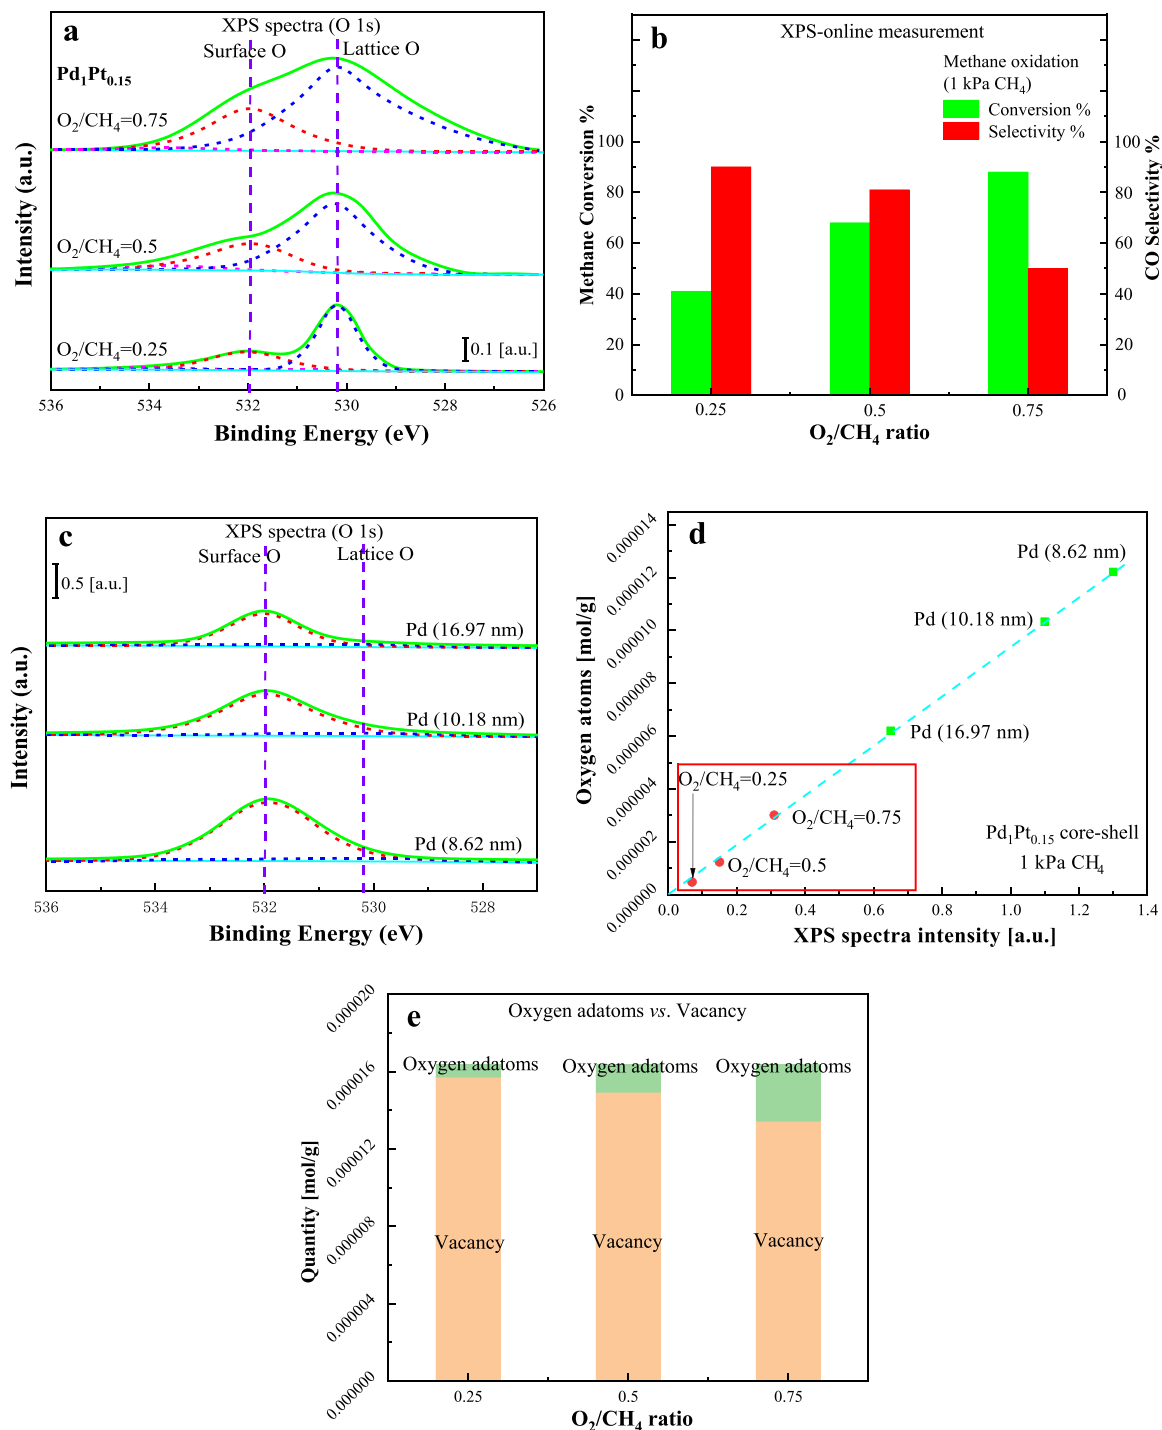 a
XPS spectra (O 1s)
Surface O
Lattice O
Pd1Pt0.15
O2/CH4=0.75
O2/CH4=0.5
O2/CH4=0.25
0.1 [a.u.]
Intensity (a.u.)
536
534
532
530
528
526
Binding Energy (eV)
b
XPS-online measurement
Methane oxidation
(1 kPa CH4)
Conversion %
Selectivity %
Methane Conversion %
100
80
60
40
20
0
CO Selectivity %
100
80
60
40
20
0
0.25
0.5
0.75
O2/CH4 ratio
c
XPS spectra (O 1s)
Surface O
Lattice O
0.5 [a.u.]
Pd (16.97 nm)
Pd (10.18 nm)
Pd (8.62 nm)
Intensity (a.u.)
536
534
532
530
528
Binding Energy (eV)
d
Oxygen atoms [mol/g]
0.000014
0.000012
0.000010
0.000008
0.000006
0.000004
0.000002
0.000000
Pd (8.62 nm)
Pd (10.18 nm)
Pd (16.97 nm)
O2/CH4=0.25
O2/CH4=0.75
O2/CH4=0.5
Pd1Pt0.15 core-shell
1 kPa CH4
0.0
0.2
0.4
0.6
0.8
1.0
1.2
1.4
XPS spectra intensity [a.u.]
e
Oxygen adatoms vs. Vacancy
Quantity [mol/g]
0.000020
0.000016
0.000012
0.000008
0.000004
0.000000
Oxygen adatoms
Oxygen adatoms
Oxygen adatoms
Vacancy
Vacancy
Vacancy
0.25
0.5
0.75
O2/CH4 ratio